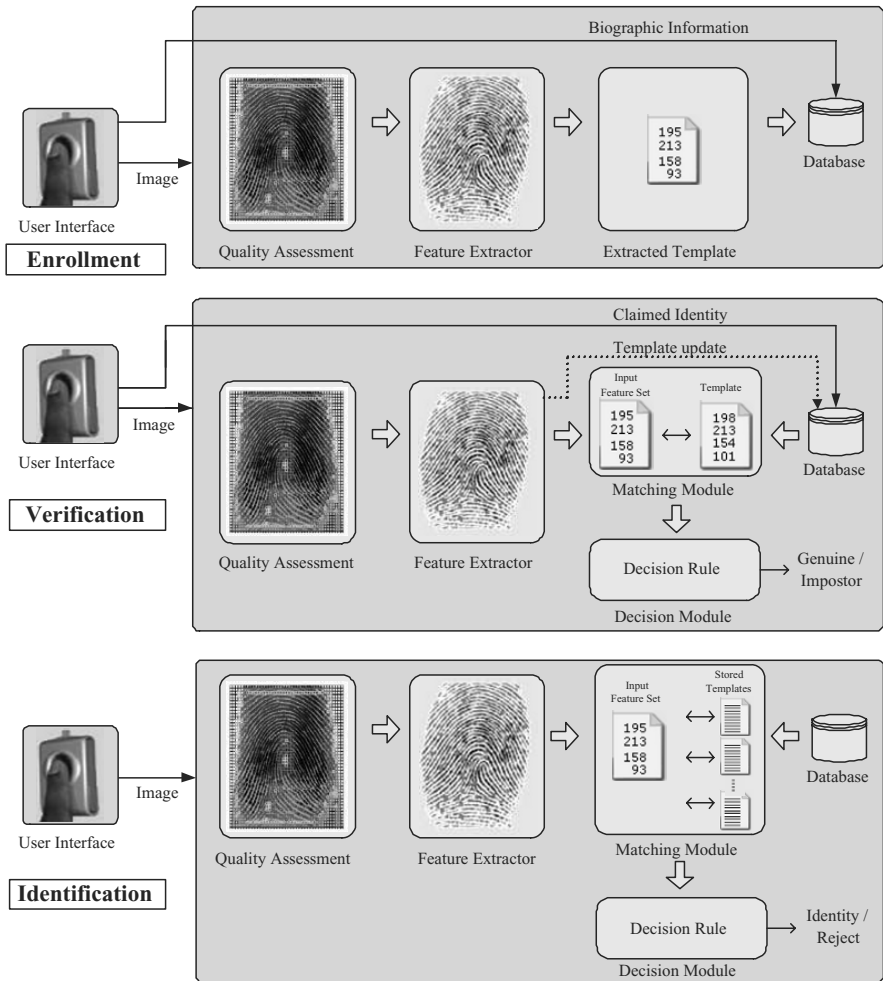 Biographic Information
195
213
158
93
Database
Image
User Interface
Quality Assessment
Feature Extractor
Extracted Template
Enrollment
Claimed Identity
Template update
Input
Feature Set
Template
195
213
158
93
198
213
154
101
Database
Image
User Interface
Matching Module
Verification
Quality Assessment
Feature Extractor
Decision Rule
Genuine /
Impostor
Decision Module
Stored
Templates
Input
Feature Set
195
213
158
93
Database
Image
User Interface
Quality Assessment
Feature Extractor
Matching Module
Identification
Decision Rule
Identity /
Reject
Decision Module